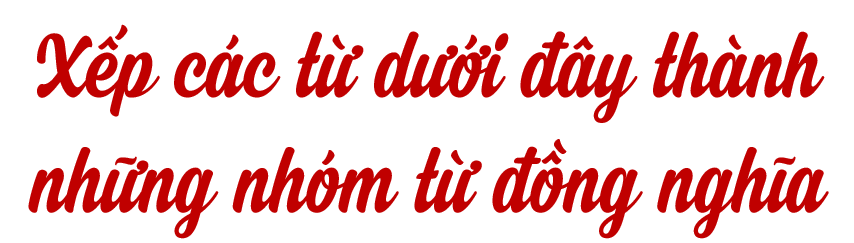 Xếp các từ dưới đây thành
những nhóm từ đồng nghĩa